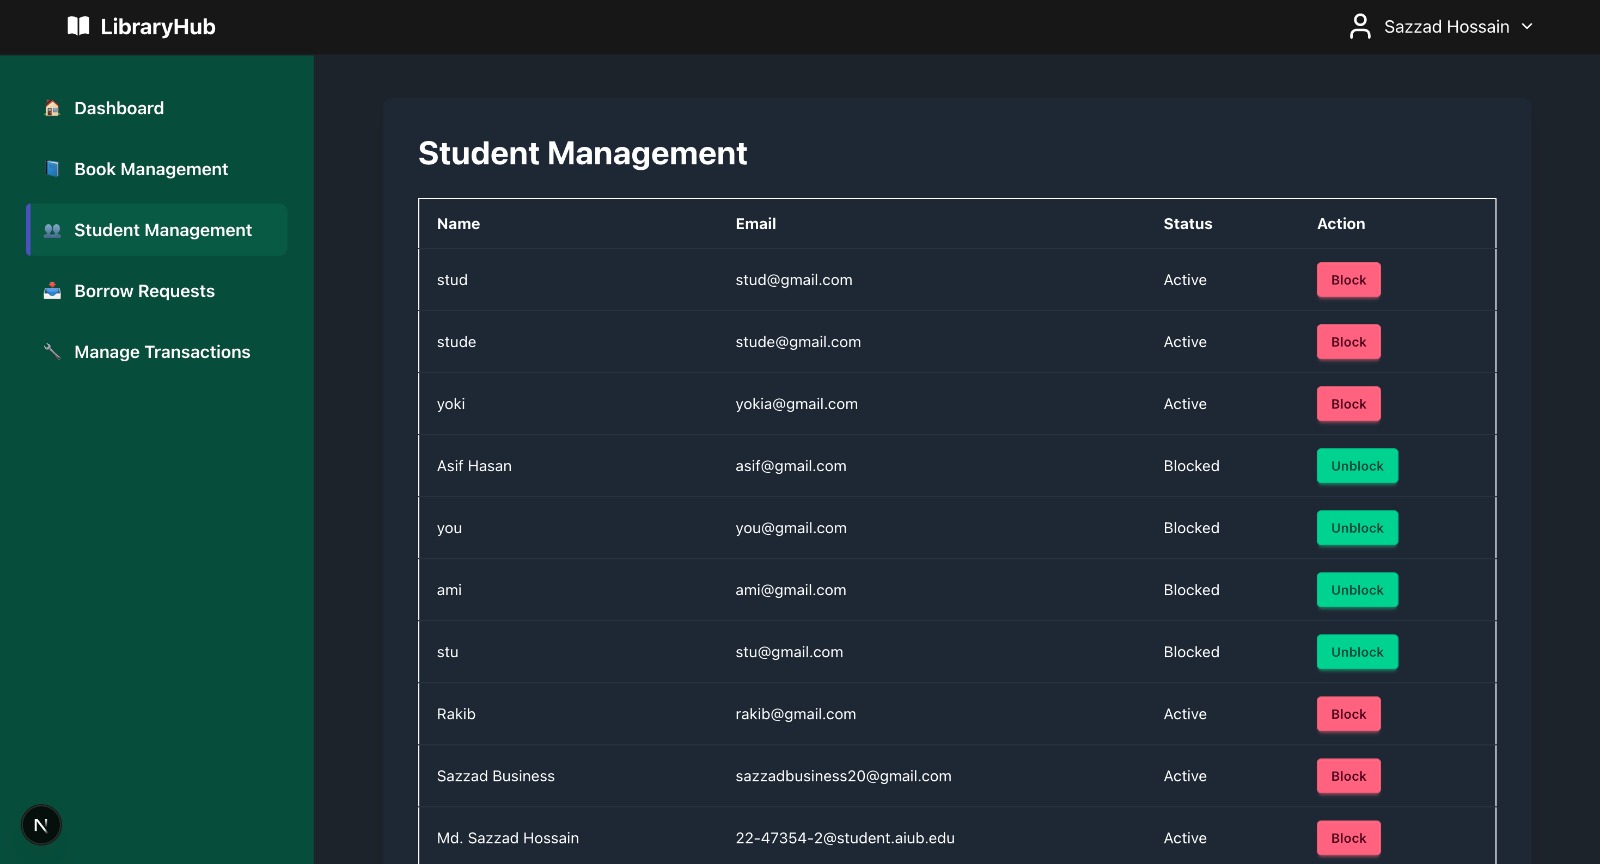 LibraryHub
Sazzad Hossain
Dashboard
Book Management
Student Management
Borrow Requests
Manage Transactions
Student Management
Name Email Status Action
stud stud@gmail.com Active Block
stude stude@gmail.com Active Block
yoki yokia@gmail.com Active Block
Asif Hasan asif@gmail.com Blocked Unblock
you you@gmail.com Blocked Unblock
ami ami@gmail.com Blocked Unblock
stu stu@gmail.com Blocked Unblock
Rakib rakib@gmail.com Active Block
Sazzad Business sazzadbusiness20@gmail.com Active Block
Md. Sazzad Hossain 22-47354-2@student.aiub.edu Active Block
N